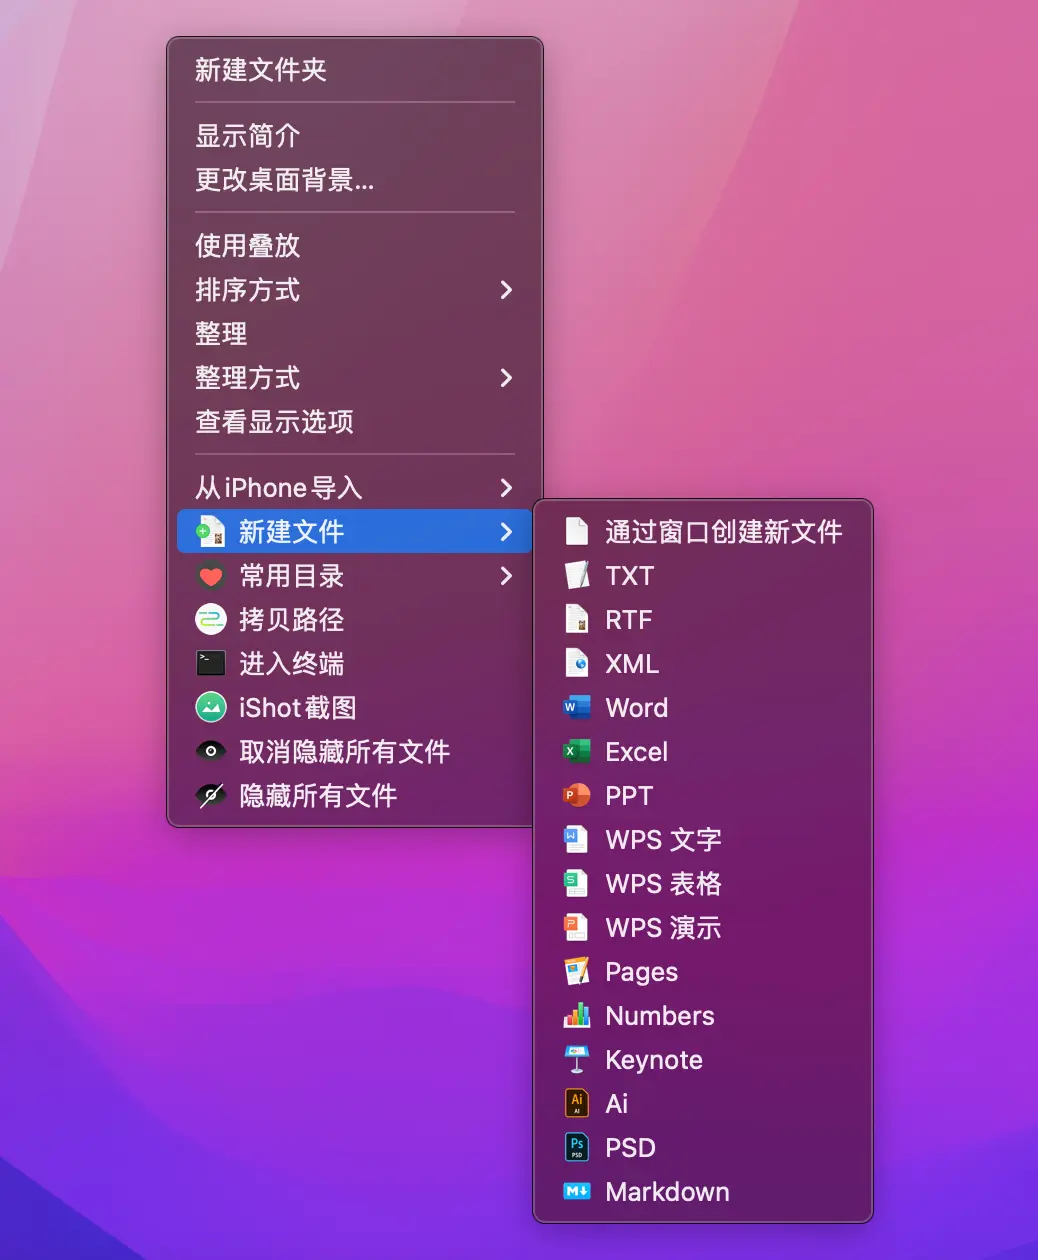 新建文件夹
显示简介
更改桌面背景...
使用叠放
排序方式
整理
整理方式
查看显示选项
从iPhone导入
新建文件
常用目录
拷贝路径
进入终端
iShot截图
取消隐藏所有文件
隐藏所有文件
通过窗口创建新文件
TXT
RTF
XML
W Word
X Excel
P PPT
W WPS 文字
S WPS 表格
P WPS 演示
Pages
Numbers
Keynote
Ai AI Ai
Ps PSD PSD
M Markdown